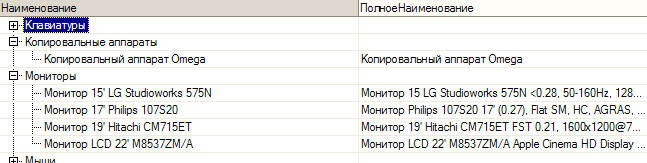 Наименование ПолноеНаименование
Клавиатуры
Копировальные аппараты
Копировальный аппарат Omega Копировальный аппарат Omega
Мониторы
Монитор 15' LG Studioworks 575N Монитор 15 LG Studioworks 575N <0.28, 50-160Hz, 128...
Монитор 17' Philips 107S20 Монитор Philips 107S20 17' (0.27), Flat SM, HC, AGRAS, ...
Монитор 19' Hitachi CM715ET Монитор 19' Hitachi CM715ET FST 0.21, 1600x1200@7...
Монитор LCD 22' M8537ZM/A Монитор LCD 22' M8537ZM/A Apple Cinema HD Display ...
Мыши